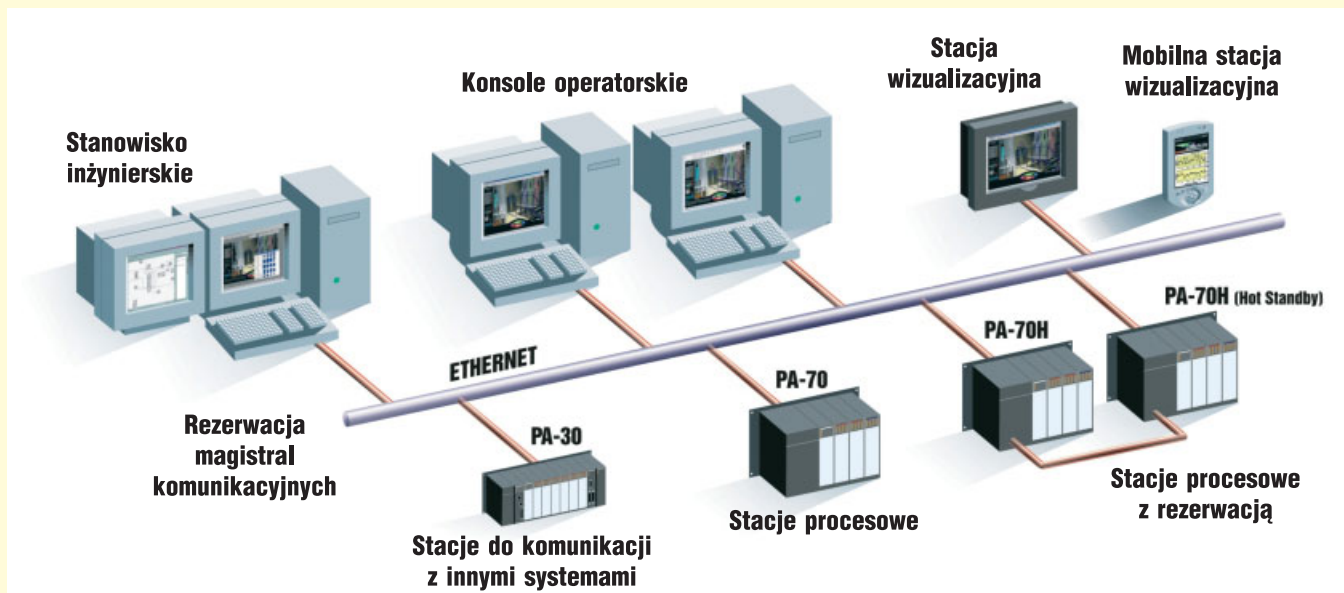 Stacja
wizualizacyjna
Mobilna stacja
wizualizacyjna
Konsole operatorskie
Stanowisko
inżynierskie
PA-70H (Hot Standby)
PA-70H
ETHERNET
PA-70
Rezerwacja
magistral
komunikacyjnych
PA-30
Stacje procesowe
z rezerwacją
Stacje procesowe
Stacje do komunikacji
z innymi systemami